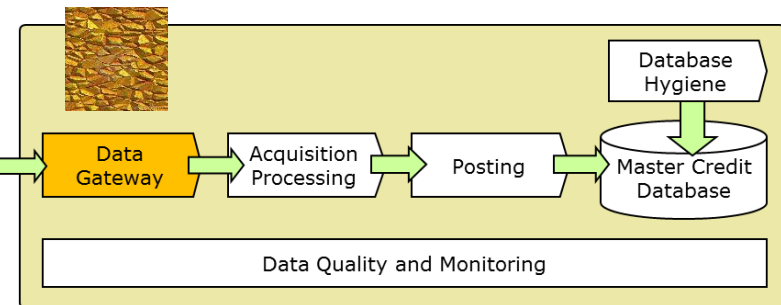 Database
Hygiene
Data
Gateway
Acquisition
Processing
Posting
Master Credit
Database
Data Quality and Monitoring